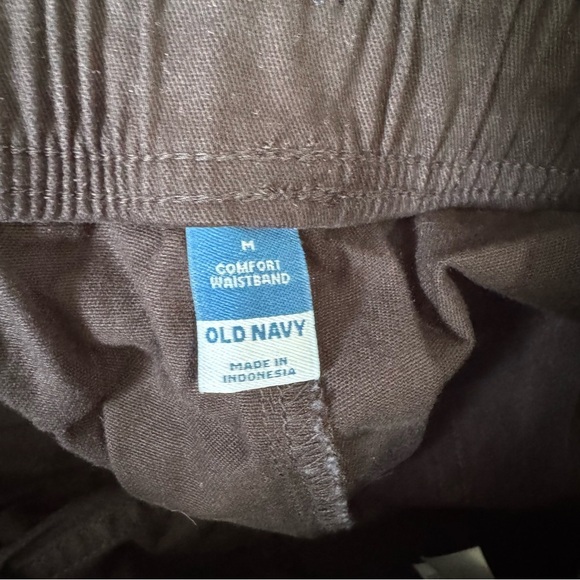 M
COMFORT
WAISTBAND
OLD NAVY
MADE IN
INDONESIA